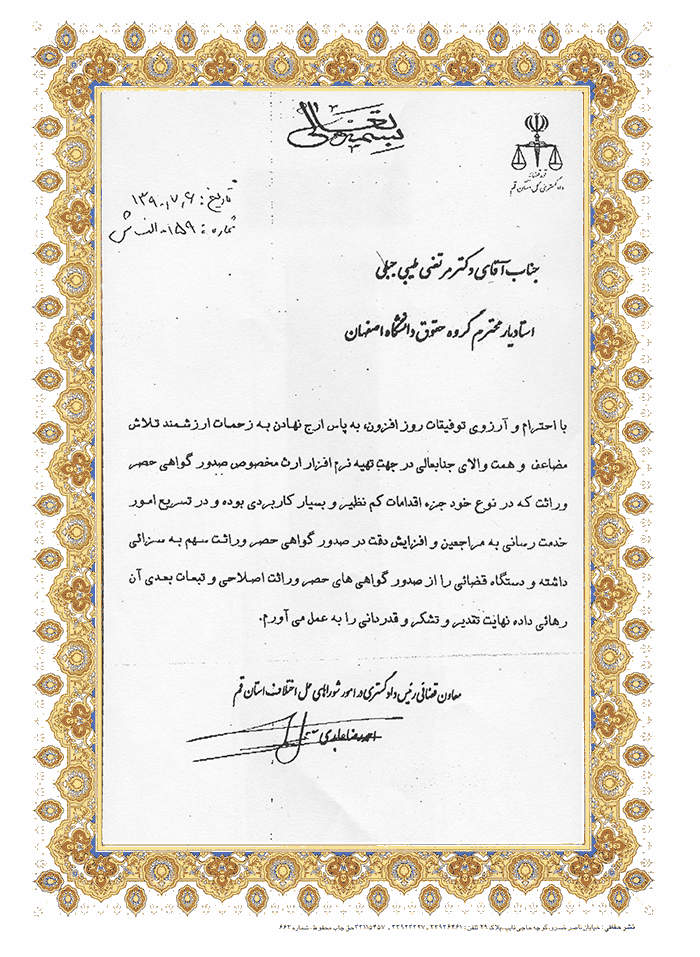 بسمه تعالی
قوه قضائیه
دادگستری کل استان قم
تاریخ: ۱۳۹۰,۷,۶
شماره: ۱۵۹-الف ش
جناب آقای دکتر مرتضی طبیبی جبلی
استادیار محترم گروه حقوق دانشگاه اصفهان
با احترام و آرزوی توفیقات روز افزون، به پاس ارج نهادن به زحمات ارزشمند تلاش
مضاعف و همت والای جنابعالی در جهت تهیه نرم افزار ارث مخصوص صدور گواهی حصر
وراثت که در نوع خود جزء اقدامات کم نظیر و بسیار کاربردی بوده و در تسریع امور
خدمت رسانی به مراجعین و افزایش دقت در صدور گواهی حصر وراثت سهم به سزائی
داشته و دستگاه قضائی را از صدور گواهی های حصر وراثت اصلاحی و تبعات بعدی آن
رهائی داده نهایت تقدیر و تشکر و قدردانی را به عمل می آورم.
معاون قضائی رئیس دادگستری در امور شوراهای حل اختلاف استان قم
احمدرضا عابدی
نشر حفاظی: خیابان ناصر خسرو، کوچه حاجی نایب، پلاک ۲۹ تلفن: ۳۳۹۲۶۴۶۱ - ۳۳۹۲۳۳۲۷ - ۳۳۱۱۵۴۵۷ حق چاپ محفوظ - شماره ۶۶۳